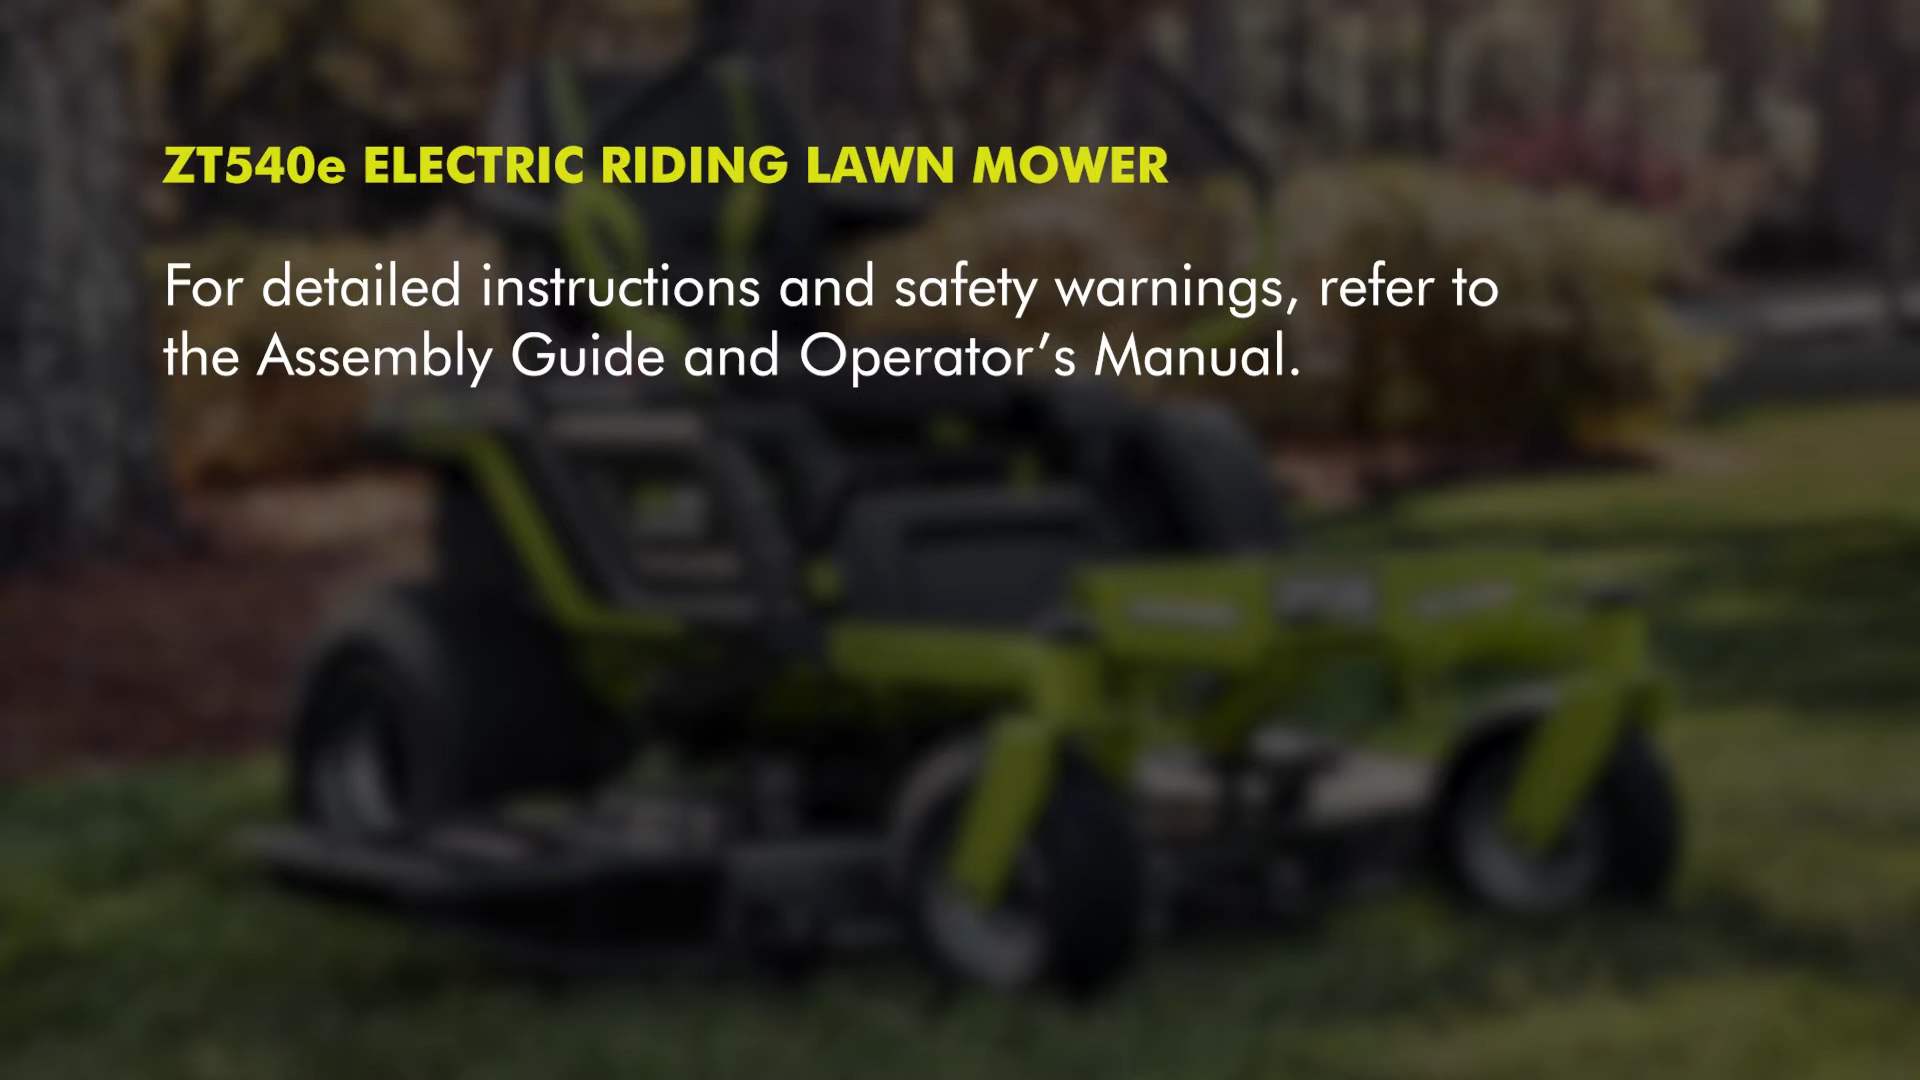 ZT540e ELECTRIC RIDING LAWN MOWER
For detailed instructions and safety warnings, refer to
the Assembly Guide and Operator’s Manual.